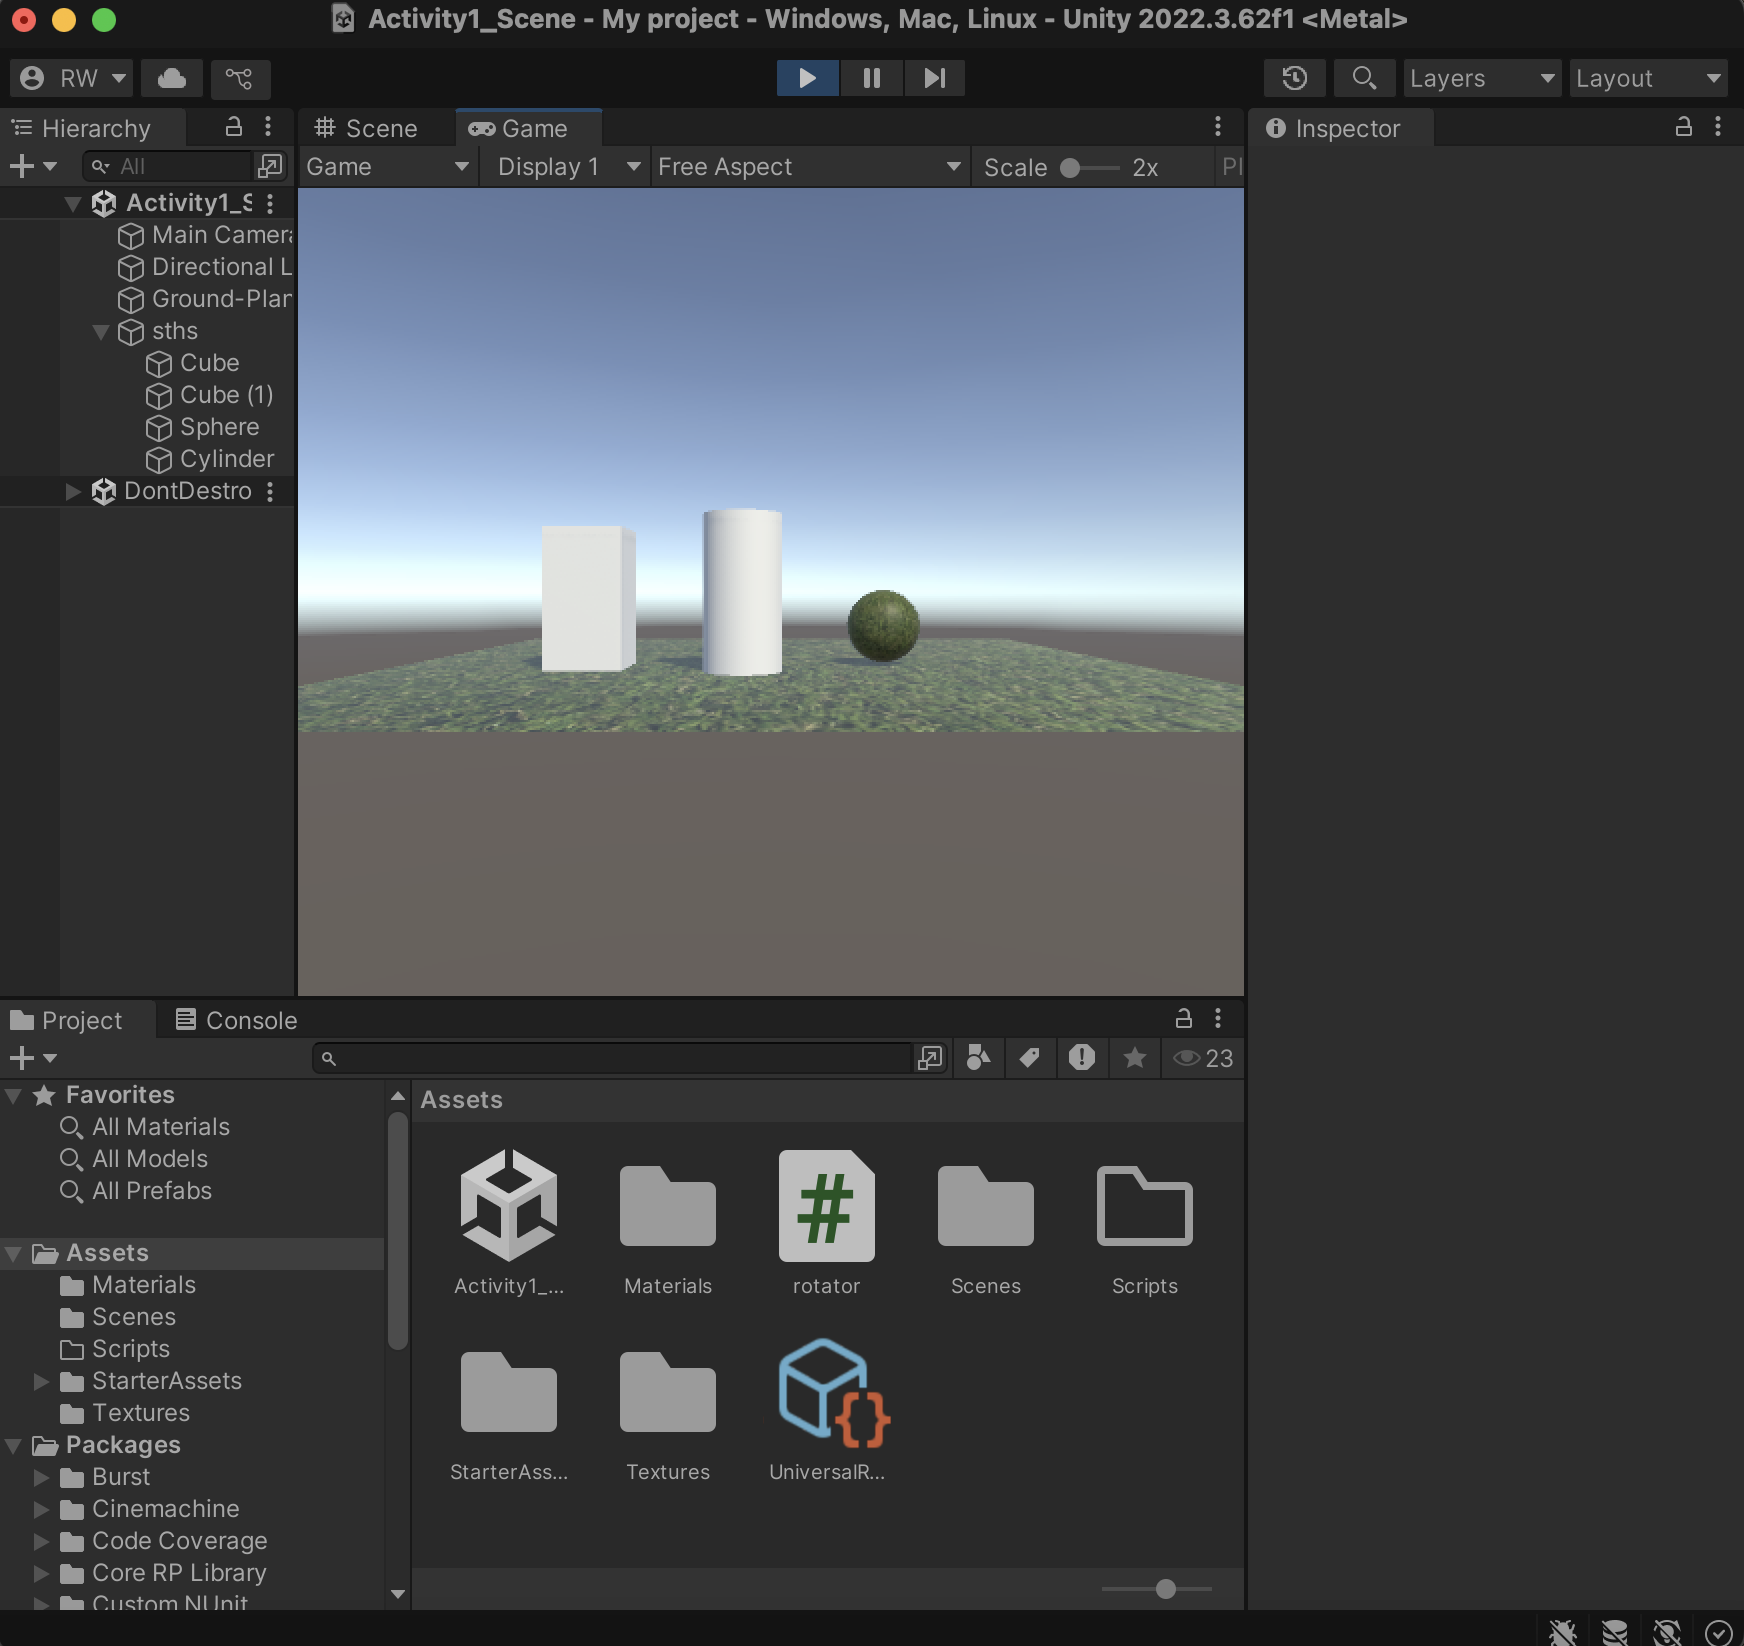 Activity1_Scene - My project - Windows, Mac, Linux - Unity 2022.3.62f1 <Metal>
RW
Layers
Layout
Hierarchy
Scene
Game
Inspector
All
Game
Display 1
Free Aspect
Scale
2x
Pl
Activity1_S
Main Camera
Directional L
Ground-Plan
sths
Cube
Cube (1)
Sphere
Cylinder
DontDestro
Project
Console
23
Favorites
All Materials
All Models
All Prefabs
Assets
Materials
Scenes
Scripts
StarterAssets
Textures
Packages
Burst
Cinemachine
Code Coverage
Core RP Library
Custom NUnit
Assets
Activity1_...
Materials
#
rotator
Scenes
Scripts
StarterAss...
Textures
{}
UniversalR...